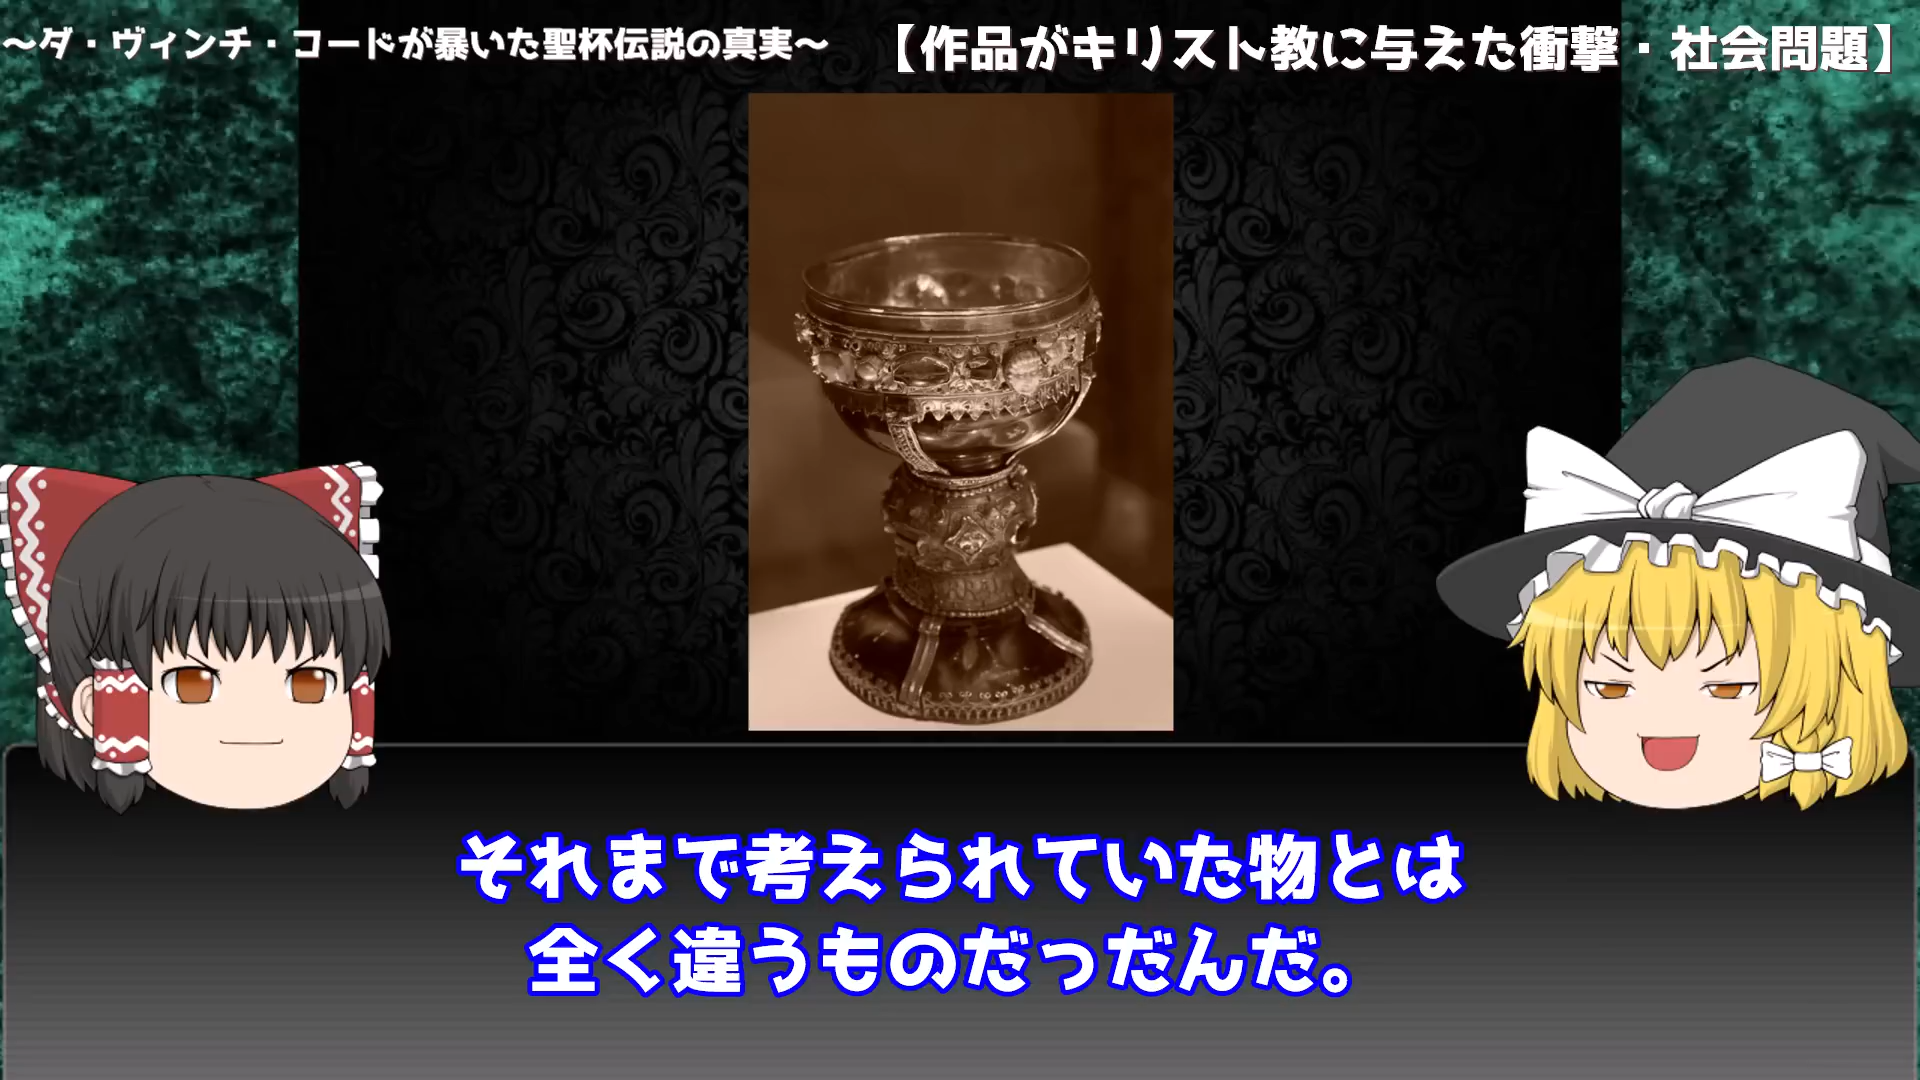 ～ダ・ヴィンチ・コードが暴いた聖杯伝説の真実～
【作品がキリスト教に与えた衝撃・社会問題】
それまで考えられていた物とは
全く違うものだっだんだ。